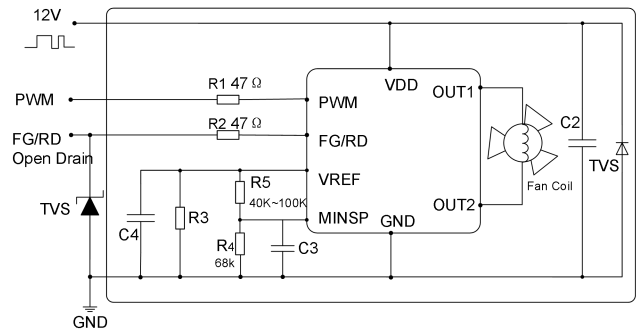 12V
R1 47 Ω
PWM
PWM
VDD
OUT1
R2 47 Ω
FG/RD
Open Drain
FG/RD
C2
TVS
Fan Coil
VREF
R5
40K~100K
TVS
R3
C4
MINSP
GND
OUT2
R4
68k
C3
GND